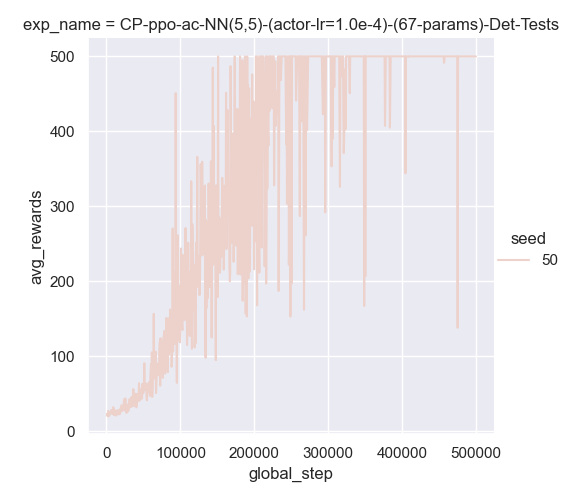 exp_name = CP-ppo-ac-NN(5,5)-(actor-lr=1.0e-4)-(67-params)-Det-Tests
500
400
300
200
100
0
avg_rewards
0 100000 200000 300000 400000 500000
global_step
seed
50